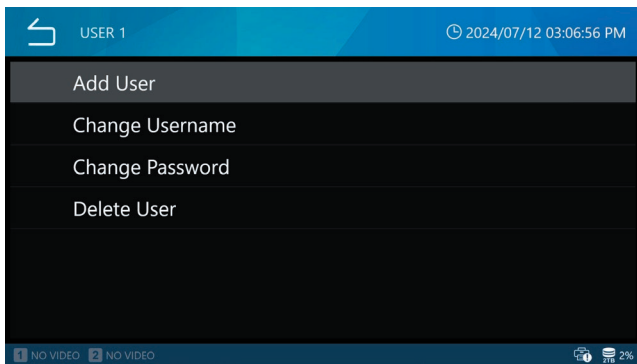 USER 1 2024/07/12 03:06:56 PM
Add User
Change Username
Change Password
Delete User
1 NO VIDEO 2 NO VIDEO 2TB 2%